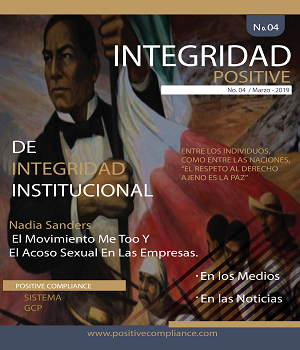 No.04
INTEGRIDAD
POSITIVE
No. 04 / Marzo - 2019
DE
INTEGRIDAD
INSTITUCIONAL
ENTRE LOS INDIVIDUOS,
COMO ENTRE LAS NACIONES,
"EL RESPETO AL DERECHO
AJENO ES LA PAZ"
Nadia Sanders
El Movimiento Me Too Y
El Acoso Sexual En Las Empresas.
· En los Medios
· En las Noticias
POSITIVE COMPLIANCE
SISTEMA
GCP
www.positivecompliance.com